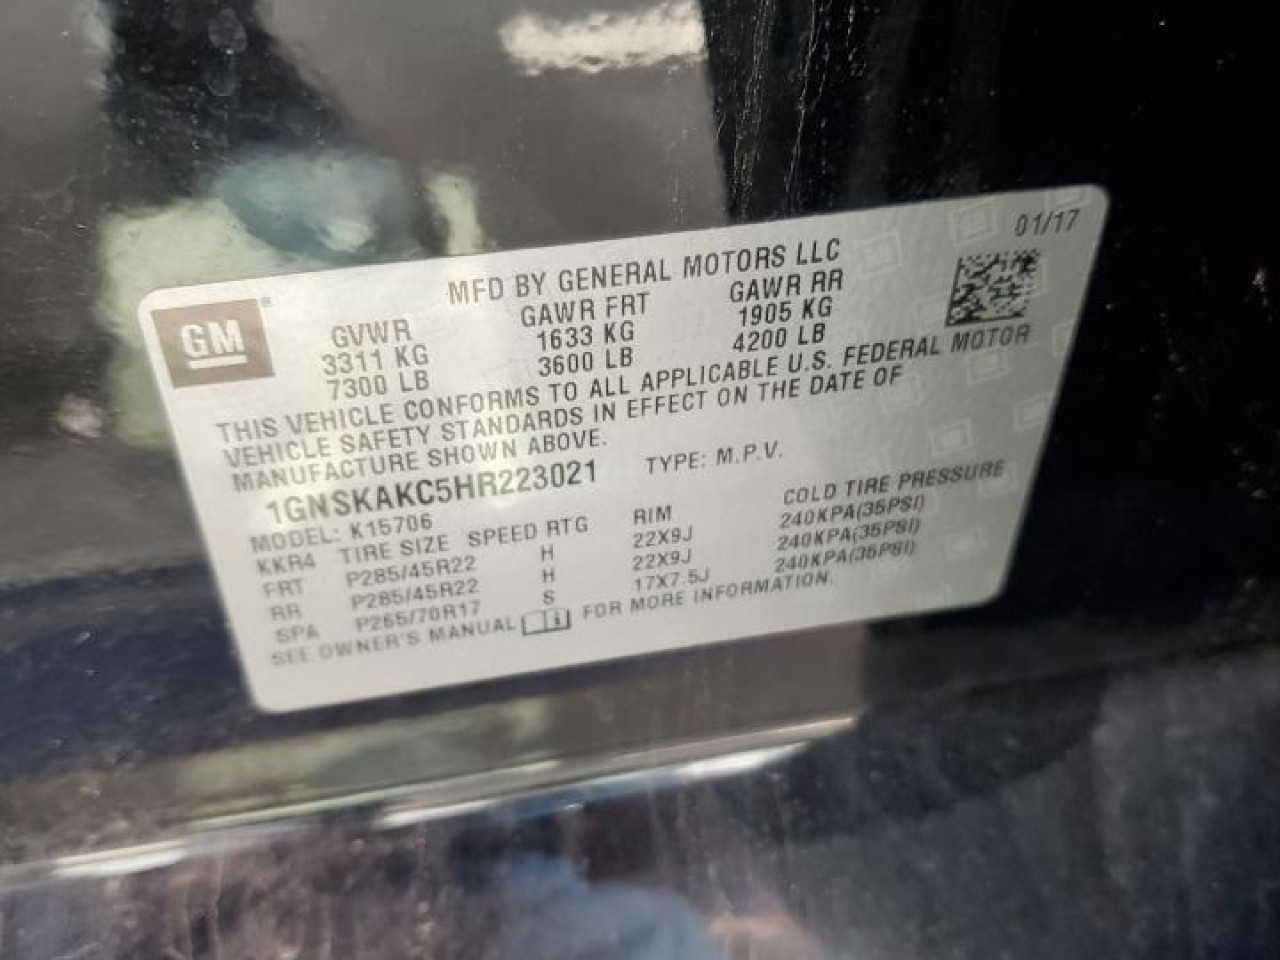 01/17
MFD BY GENERAL MOTORS LLC
GM®
GVWR GAWR FRT GAWR RR
3311 KG 1633 KG 1905 KG
7300 LB 3600 LB 4200 LB
THIS VEHICLE CONFORMS TO ALL APPLICABLE U.S. FEDERAL MOTOR
VEHICLE SAFETY STANDARDS IN EFFECT ON THE DATE OF
MANUFACTURE SHOWN ABOVE.
1GNSKAKC5HR223021 TYPE: M.P.V.
MODEL: K15706
KKR4 TIRE SIZE SPEED RTG RIM COLD TIRE PRESSURE
FRT P285/45R22 H 22X9J 240KPA(35PSI)
RR P285/45R22 H 22X9J 240KPA(35PSI)
SPA P265/70R17 S 17X7.5J 240KPA(35PSI)
SEE OWNER'S MANUAL FOR MORE INFORMATION.